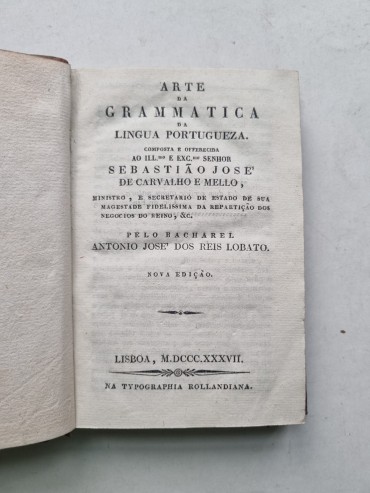 ARTE
DA
GRAMMATICA
DA
LINGUA PORTUGUEZA.
COMPOSTA E OFFERECIDA
AO ILL.mo E EXC.mo SENHOR
SEBASTIÃO JOSE'
DE CARVALHO E MELLO,
MINISTRO, E SECRETARIO DE ESTADO DE SUA
MAGESTADE FIDELISSIMA DA REPARTIÇÃO DOS
NEGOCIOS DO REINO, &C.
PELO BACHAREL
ANTONIO JOSE' DOS REIS LOBATO.
NOVA EDIÇÃO.
LISBOA, M.DCCC.XXXVII.
NA TYPOGRAPHIA ROLLANDIANA.